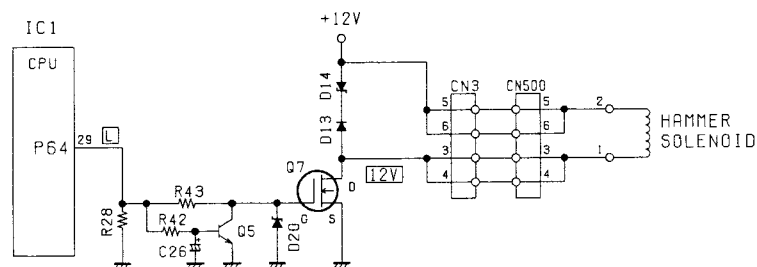 IC1
CPU
P64
29 L
R28
R43
R42
C26
Q5
D20
Q7
G
S
D
12V
+12V
D14
D13
CN3
CN500
5
6
3
4
5
6
3
4
2
1
HAMMER
SOLENOID